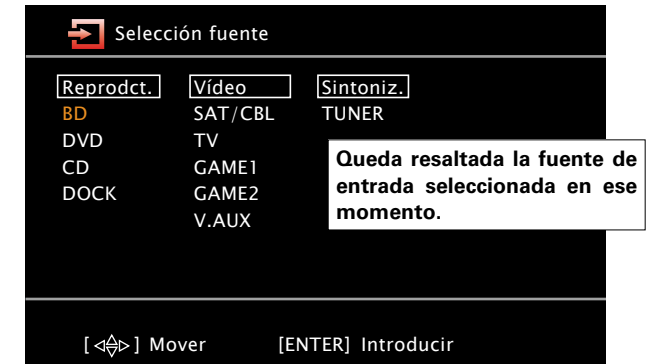 Selección fuente
Reprodct.
BD
DVD
CD
DOCK
Vídeo
SAT/CBL
TV
GAME1
GAME2
V.AUX
Sintoniz.
TUNER
Queda resaltada la fuente de
entrada seleccionada en ese
momento.
[ ] Mover [ENTER] Introducir